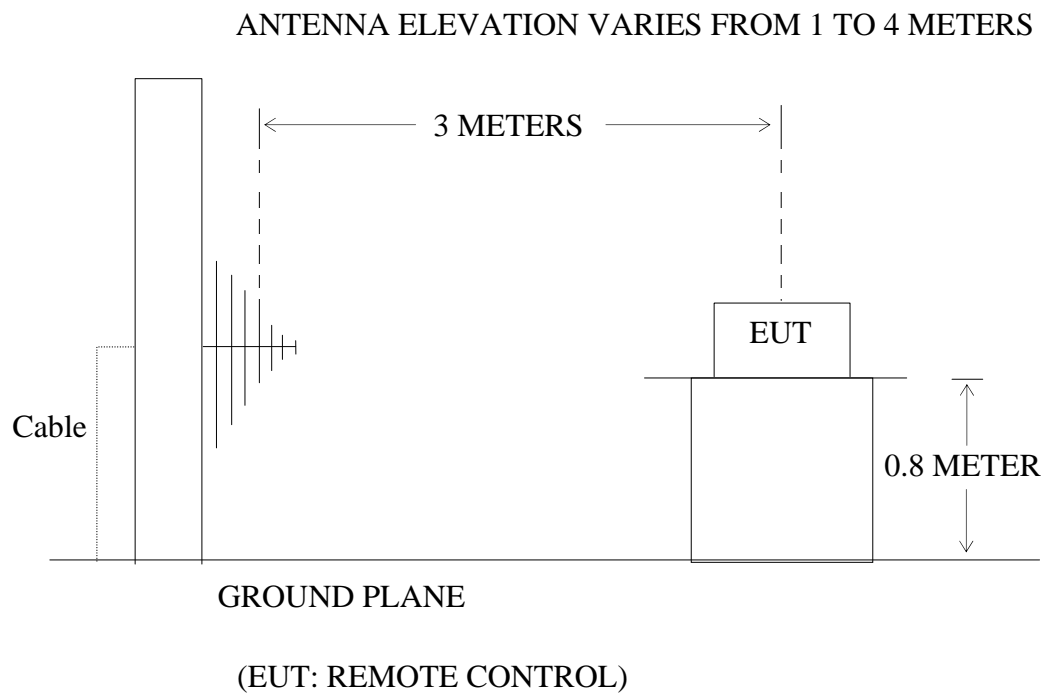 ANTENNA ELEVATION VARIES FROM 1 TO 4 METERS
3 METERS
EUT
Cable
0.8 METER
GROUND PLANE
(EUT: REMOTE CONTROL)